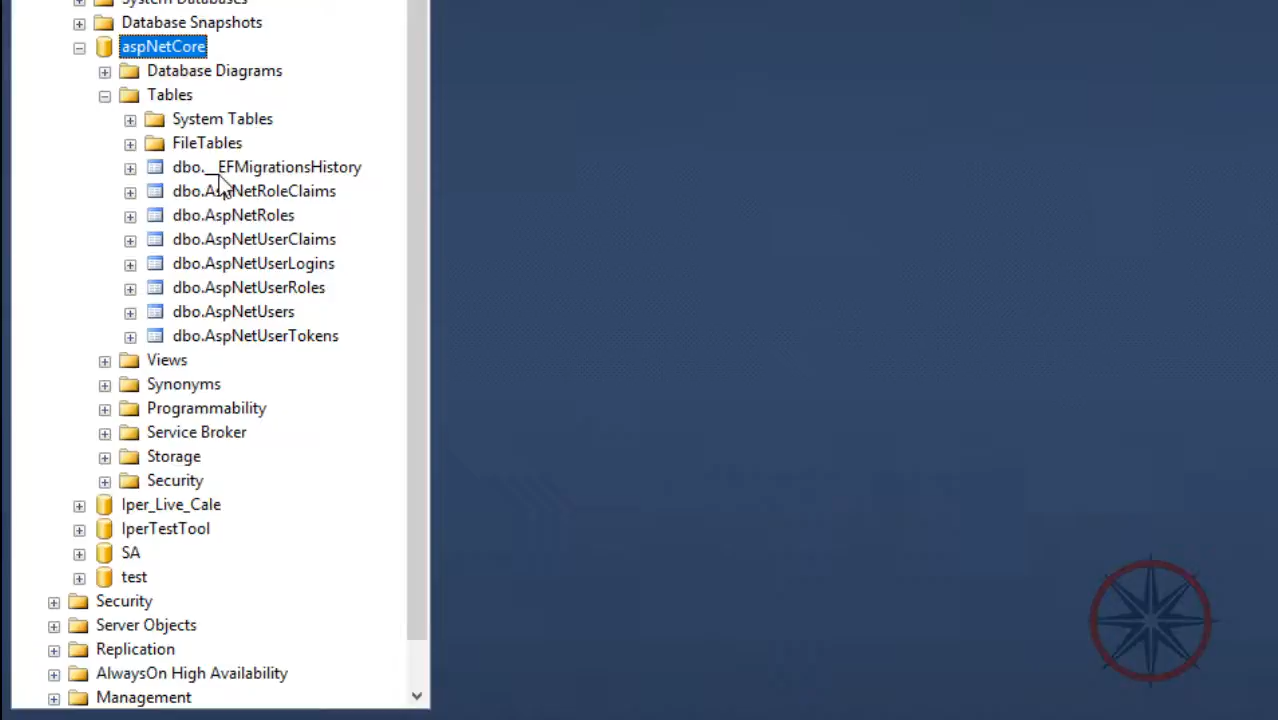 System Databases
Database Snapshots
aspNetCore
Database Diagrams
Tables
System Tables
FileTables
dbo.__EFMigrationsHistory
dbo.AspNetRoleClaims
dbo.AspNetRoles
dbo.AspNetUserClaims
dbo.AspNetUserLogins
dbo.AspNetUserRoles
dbo.AspNetUsers
dbo.AspNetUserTokens
Views
Synonyms
Programmability
Service Broker
Storage
Security
Iper_Live_Cale
IperTestTool
SA
test
Security
Server Objects
Replication
AlwaysOn High Availability
Management